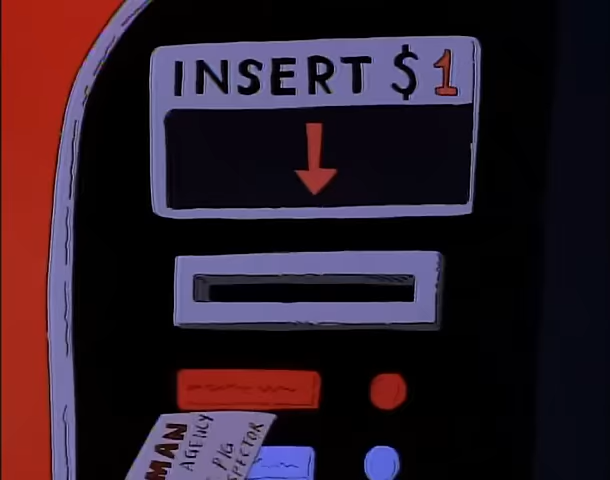 INSERT $1
MAN
AGENCY
PIG
SPECTOR